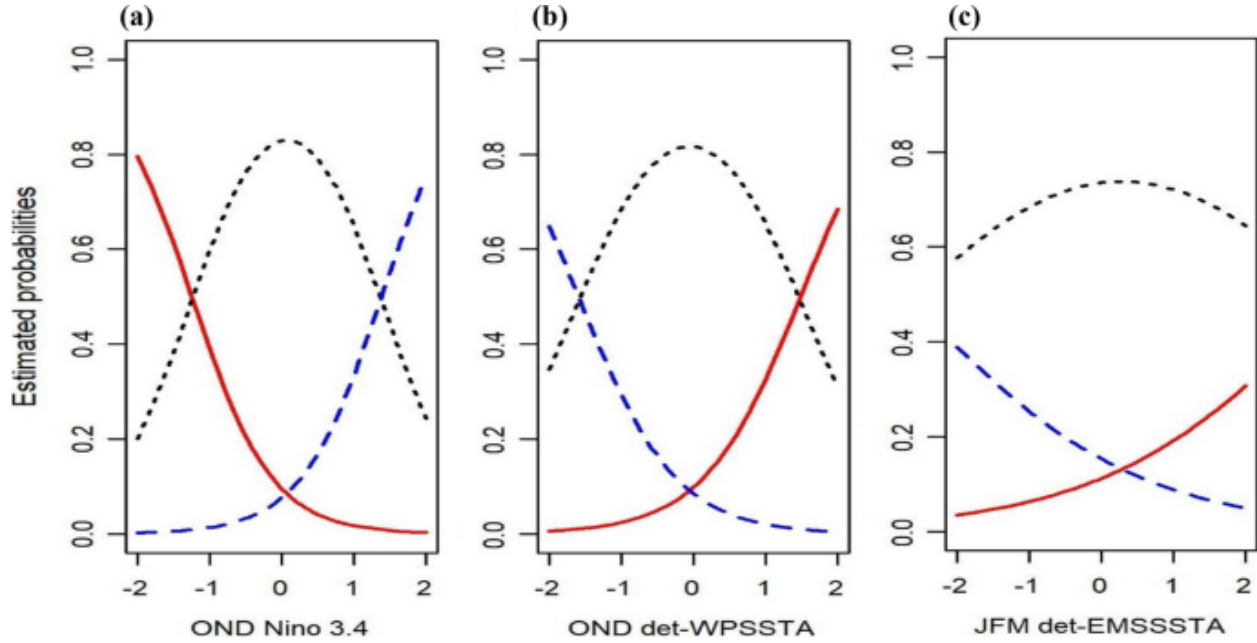 (a)
(b)
(c)
Estimated probabilities
1.0
0.8
0.6
0.4
0.2
0.0
-2 -1 0 1 2
OND Nino 3.4
1.0
0.8
0.6
0.4
0.2
0.0
-2 -1 0 1 2
OND det-WPSSTA
1.0
0.8
0.6
0.4
0.2
0.0
-2 -1 0 1 2
JFM det-EMSSSTA